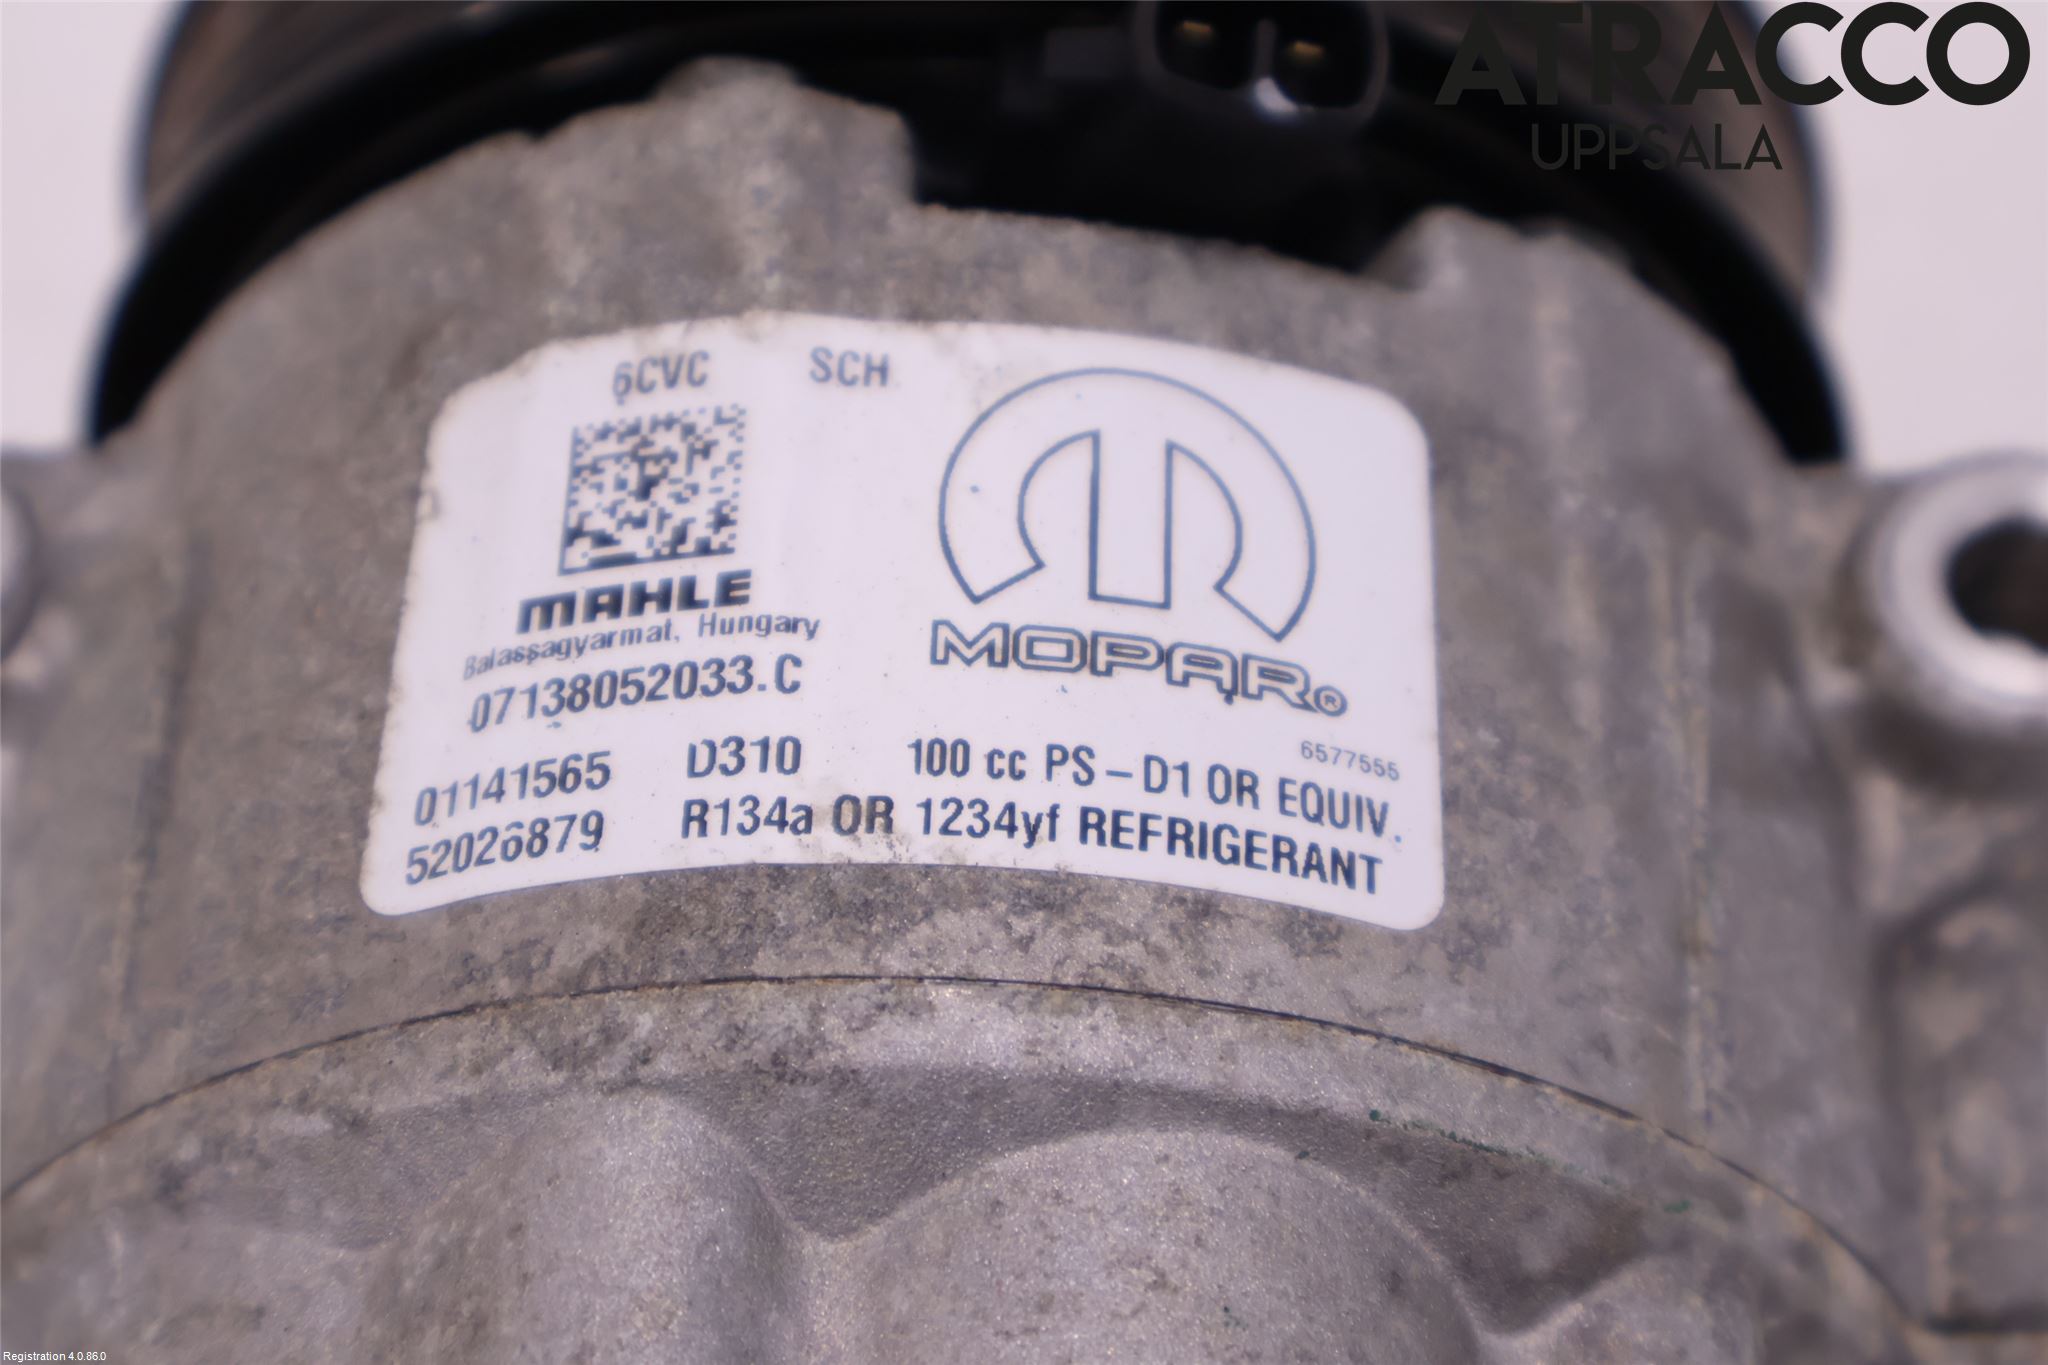 ATRACCO
UPPSALA
6CVC SCH
MAHLE
Balassagyarmat, Hungary
07138052033.C
MOPAR®
6577555
01141565 D310 100 cc PS-D1 OR EQUIV.
52026879 R134a OR 1234yf REFRIGERANT
Registration 4.0.86.0